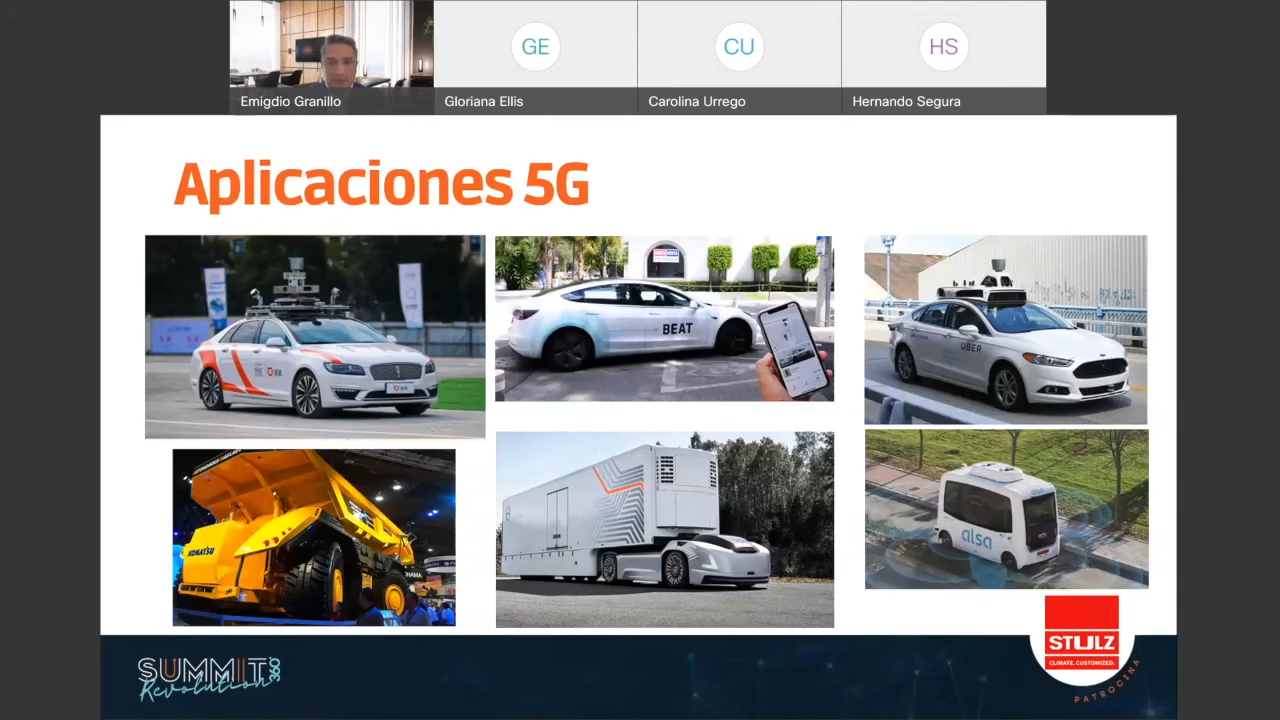 GE
CU
HS
Emigdio Granillo
Gloriana Ellis
Carolina Urrego
Hernando Segura
Aplicaciones 5G
BEAT
UBER
KOMATSU
alsa
STULZ
CLIMATE. CUSTOMIZED.
SUMMIT 360°
Revolution
PATROCINA